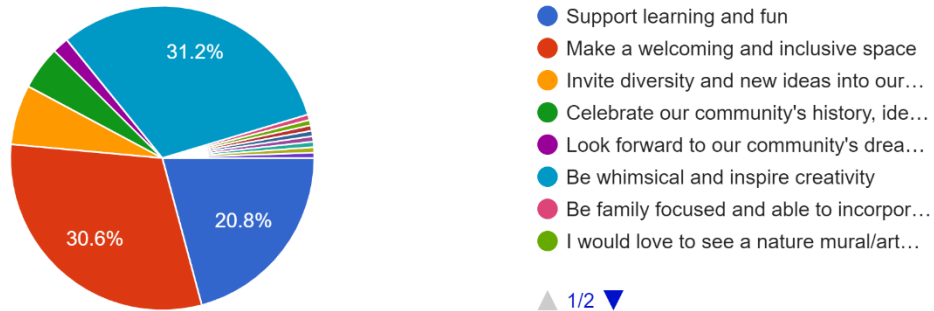 31.2%
20.8%
30.6%
Support learning and fun
Make a welcoming and inclusive space
Invite diversity and new ideas into our…
Celebrate our community's history, ide…
Look forward to our community's drea…
Be whimsical and inspire creativity
Be family focused and able to incorpor…
I would love to see a nature mural/art…
1/2